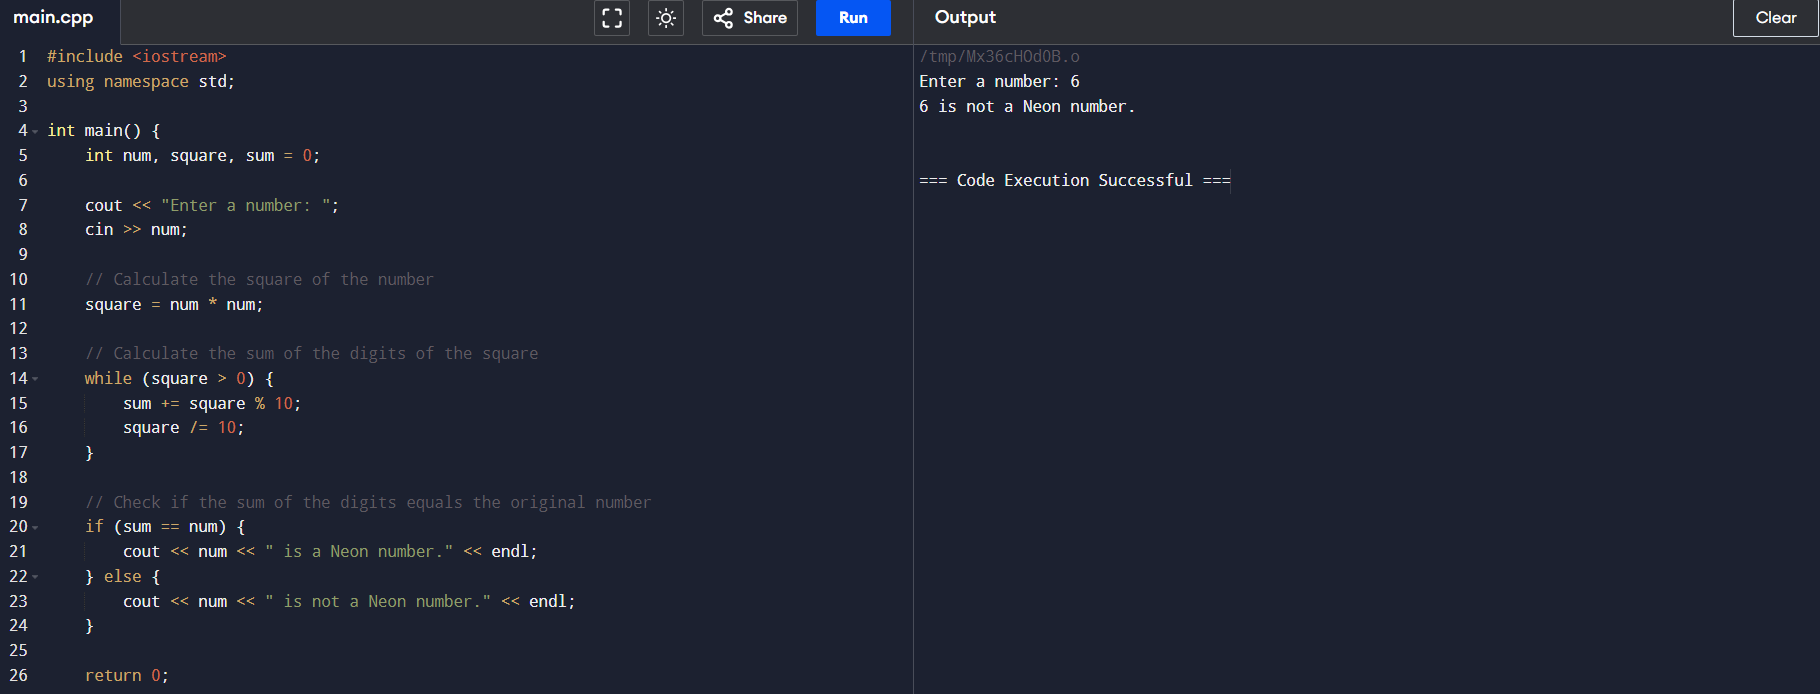 main.cpp
Share
Run
Output
Clear
1 #include <iostream>
2 using namespace std;
3
4 int main() {
5     int num, square, sum = 0;
6
7     cout << "Enter a number: ";
8     cin >> num;
9
10     // Calculate the square of the number
11     square = num * num;
12
13     // Calculate the sum of the digits of the square
14     while (square > 0) {
15         sum += square % 10;
16         square /= 10;
17     }
18
19     // Check if the sum of the digits equals the original number
20     if (sum == num) {
21         cout << num << " is a Neon number." << endl;
22     } else {
23         cout << num << " is not a Neon number." << endl;
24     }
25
26     return 0;
/tmp/Mx36cHOdOB.o
Enter a number: 6
6 is not a Neon number.
=== Code Execution Successful ===